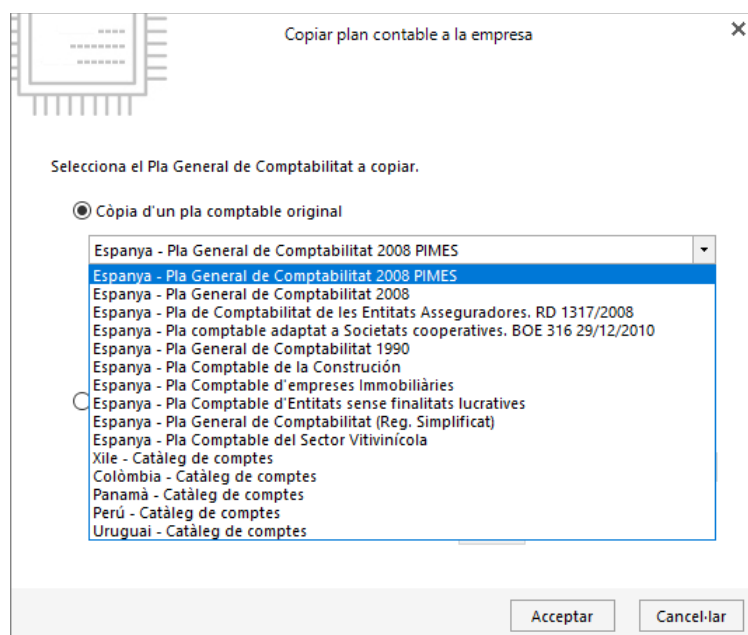 Copiar plan contable a la empresa
Selecciona el Pla General de Comptabilitat a copiar.
Còpia d'un pla comptable original
Espanya - Pla General de Comptabilitat 2008 PIMES
Espanya - Pla General de Comptabilitat 2008 PIMES
Espanya - Pla General de Comptabilitat 2008
Espanya - Pla de Comptabilitat de les Entitats Asseguradores. RD 1317/2008
Espanya - Pla comptable adaptat a Societats cooperatives. BOE 316 29/12/2010
Espanya - Pla General de Comptabilitat 1990
Espanya - Pla Comptable de la Construción
Espanya - Pla Comptable d'empreses Immobiliàries
Espanya - Pla Comptable d'Entitats sense finalitats lucratives
Espanya - Pla General de Comptabilitat (Reg. Simplificat)
Espanya - Pla Comptable del Sector Vitivinícola
Xile - Catàleg de comptes
Colòmbia - Catàleg de comptes
Panamà - Catàleg de comptes
Perú - Catàleg de comptes
Uruguai - Catàleg de comptes
Acceptar
Cancel·lar